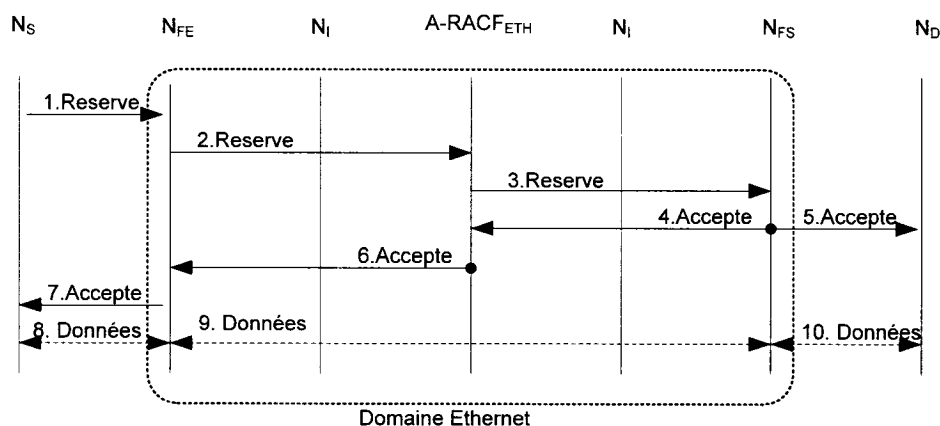 N_S N_FE N_I A-RACF_ETH N_I N_FS N_D
1.Reserve
2.Reserve
3.Reserve
4.Accepte
5.Accepte
6.Accepte
7.Accepte
8. Données
9. Données
10. Données
Domaine Ethernet